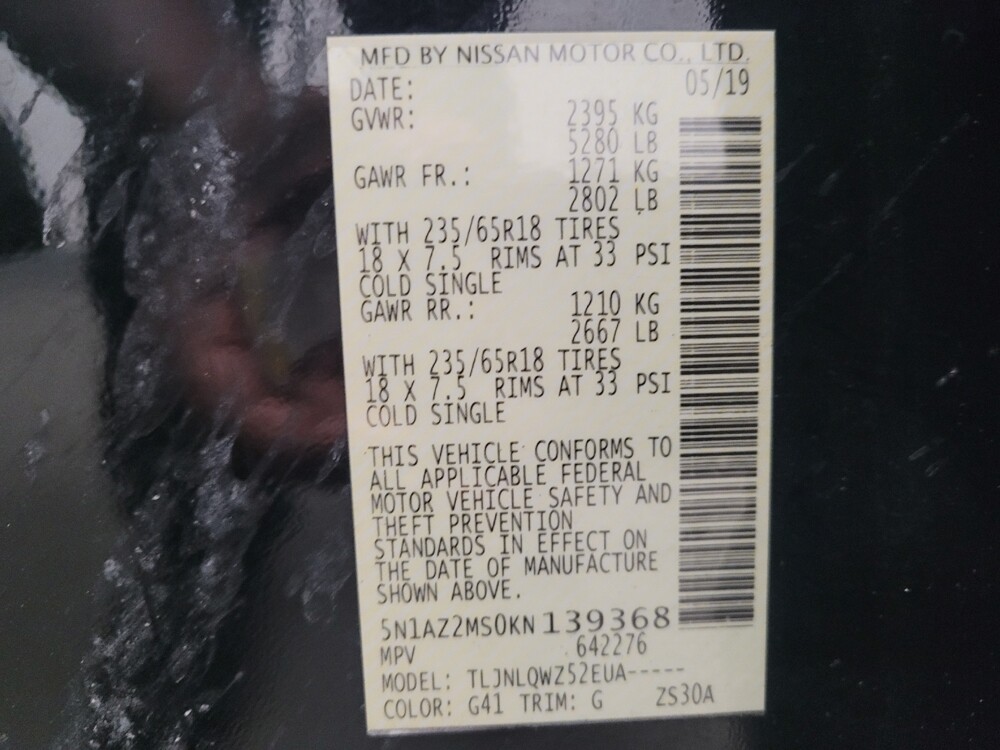 MFD BY NISSAN MOTOR CO., LTD.
DATE: 05/19
GVWR: 2395 KG
5280 LB
GAWR FR.: 1271 KG
2802 LB
WITH 235/65R18 TIRES
18 X 7.5 RIMS AT 33 PSI
COLD SINGLE
GAWR RR.: 1210 KG
2667 LB
WITH 235/65R18 TIRES
18 X 7.5 RIMS AT 33 PSI
COLD SINGLE
THIS VEHICLE CONFORMS TO
ALL APPLICABLE FEDERAL
MOTOR VEHICLE SAFETY AND
THEFT PREVENTION
STANDARDS IN EFFECT ON
THE DATE OF MANUFACTURE
SHOWN ABOVE.
5N1AZ2MS0KN139368
MPV 642276
MODEL: TLJNLQWZ52EUA-----
COLOR: G41 TRIM: G ZS30A